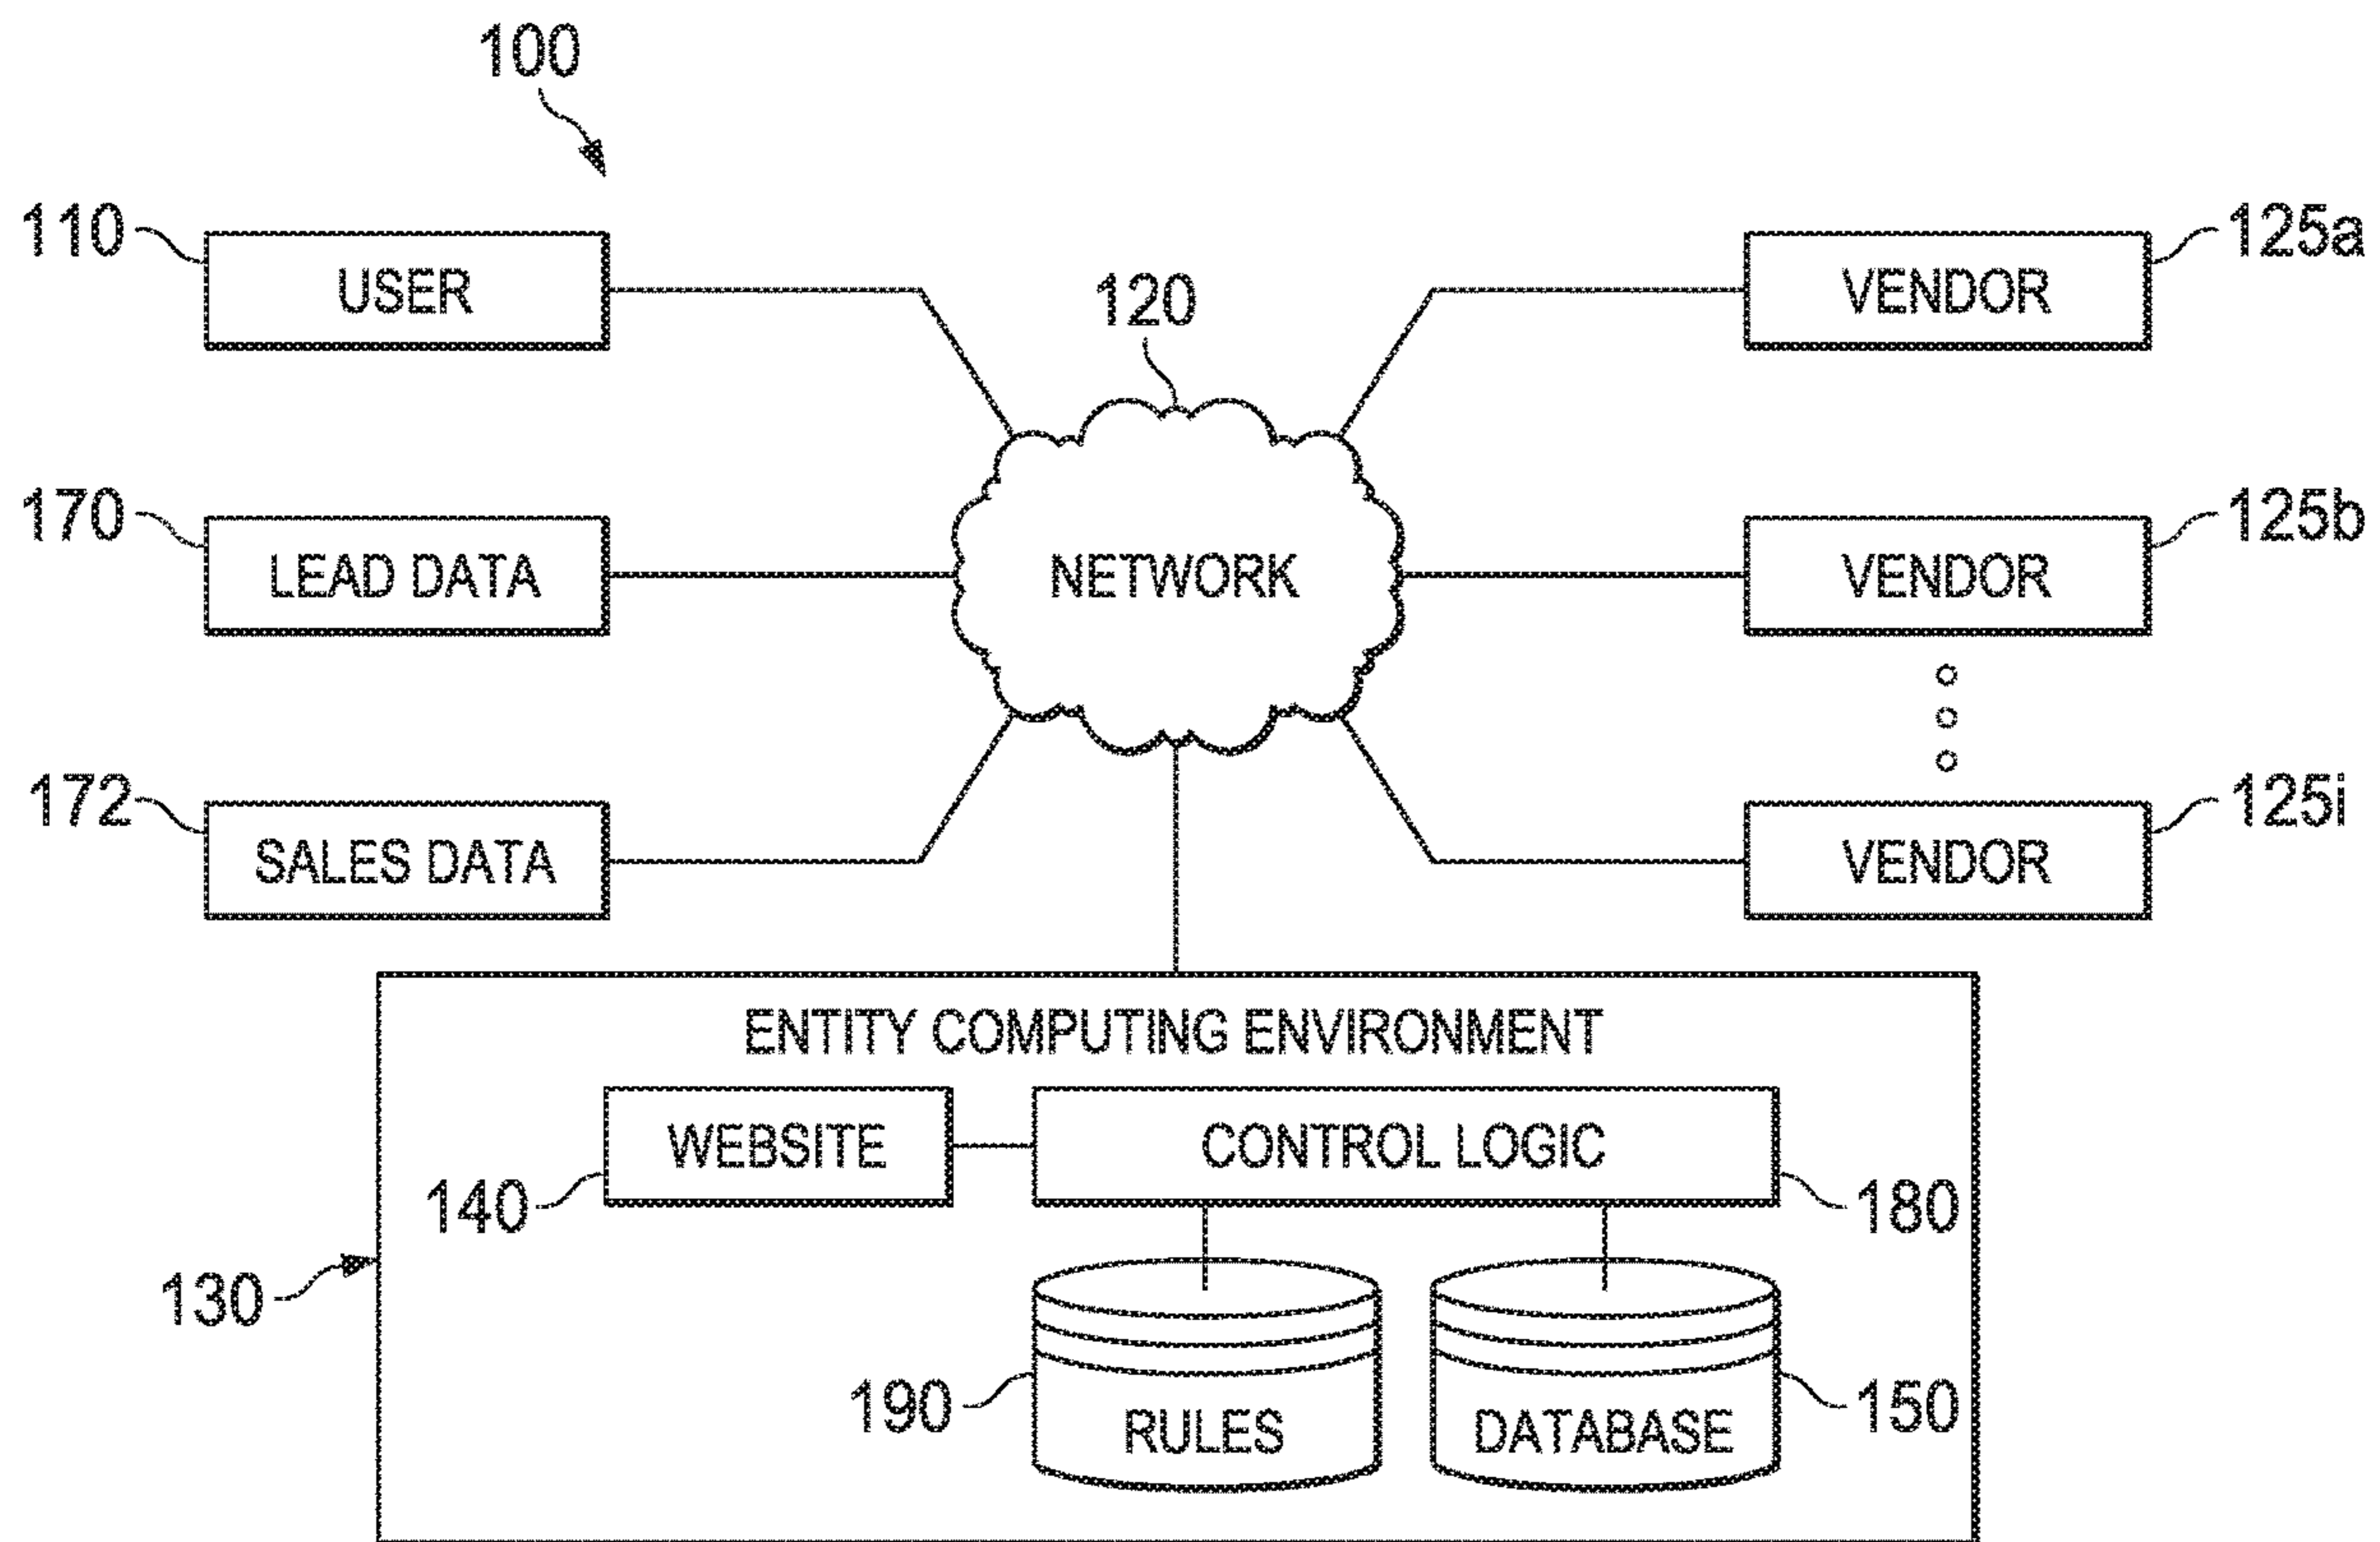 100
110
USER
125a
VENDOR
120
170
LEAD DATA
NETWORK
125b
VENDOR
172
SALES DATA
125i
VENDOR
ENTITY COMPUTING ENVIRONMENT
WEBSITE
CONTROL LOGIC
140
180
130
190
RULES
DATABASE
150